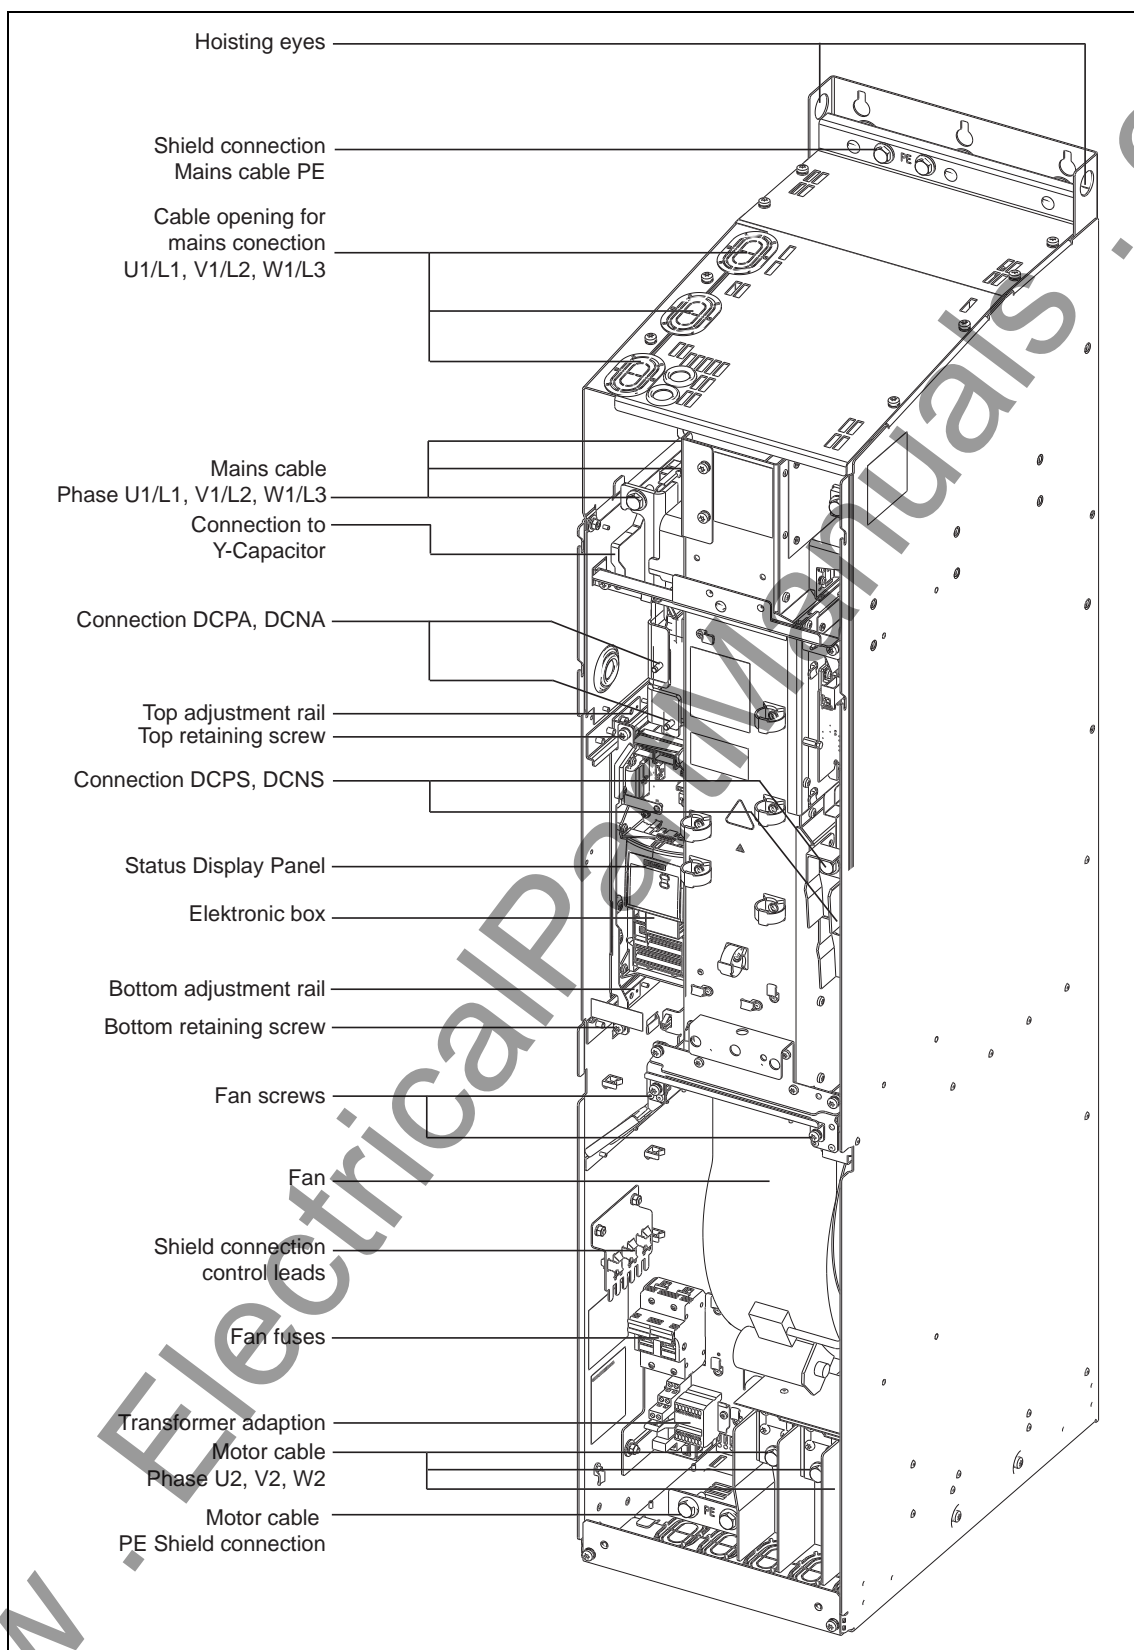 Hoisting eyes
Shield connection
Mains cable PE
PE
Cable opening for
mains conection
U1/L1, V1/L2, W1/L3
Mains cable
Phase U1/L1, V1/L2, W1/L3
Connection to
Y-Capacitor
Connection DCPA, DCNA
Top adjustment rail
Top retaining screw
Connection DCPS, DCNS
Status Display Panel
Elektronic box
Bottom adjustment rail
Bottom retaining screw
Fan screws
Fan
Shield connection
control leads
Fan fuses
Transformer adaption
Motor cable
Phase U2, V2, W2
Motor cable
PE Shield connection
PE
w . ElectricalPartManuals .